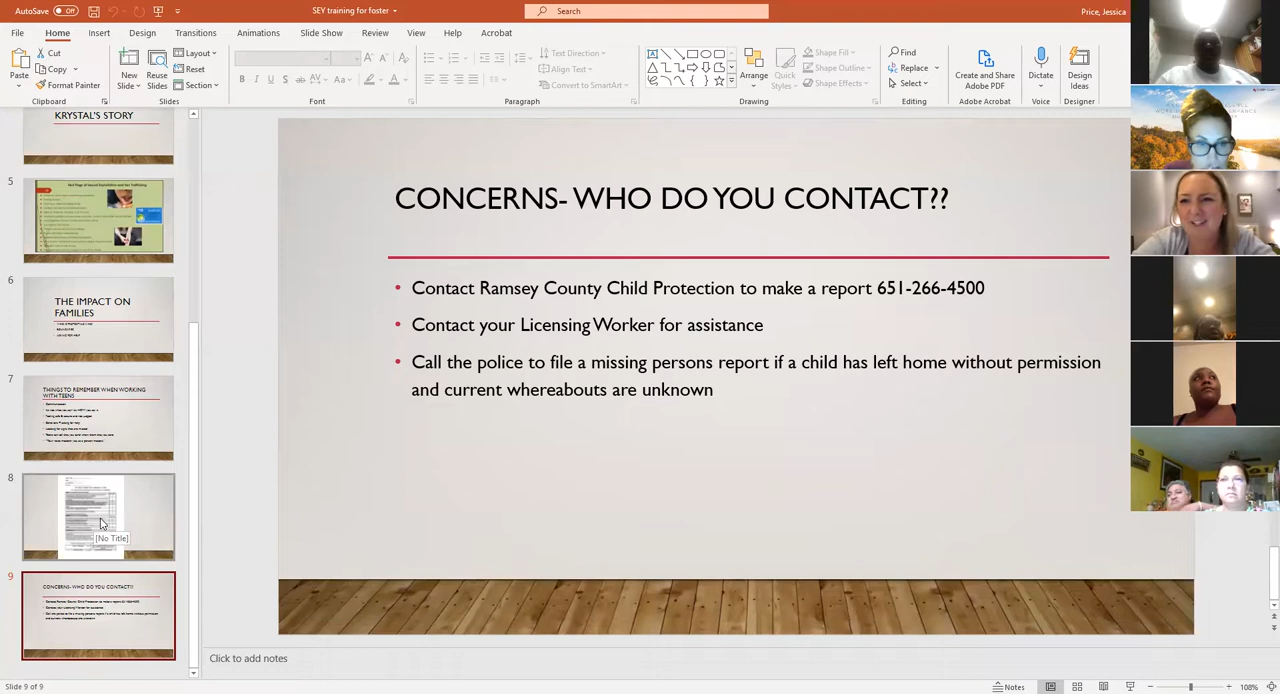 AutoSave Off
SEY training for foster
Search
Price, Jessica
File Home Insert Design Transitions Animations Slide Show Review View Help Acrobat
Paste
Cut
Copy
Format Painter
Clipboard
New Slide
Reuse Slides
Layout
Reset
Section
Slides
Font
Text Direction
Align Text
Convert to SmartArt
Paragraph
Arrange
Quick Styles
Shape Fill
Shape Outline
Shape Effects
Drawing
Find
Replace
Select
Editing
Create and Share Adobe PDF
Adobe Acrobat
Dictate
Voice
Design Ideas
Designer
KRYSTAL'S STORY
5
6
THE IMPACT ON
FAMILIES
7
THINGS TO REMEMBER WHEN WORKING
WITH TEENS
8
[No Title]
9
CONCERNS- WHO DO YOU CONTACT??
CONCERNS- WHO DO YOU CONTACT??
• Contact Ramsey County Child Protection to make a report 651-266-4500
• Contact your Licensing Worker for assistance
• Call the police to file a missing persons report if a child has left home without permission
and current whereabouts are unknown
Click to add notes
Slide 9 of 9
Notes
108%